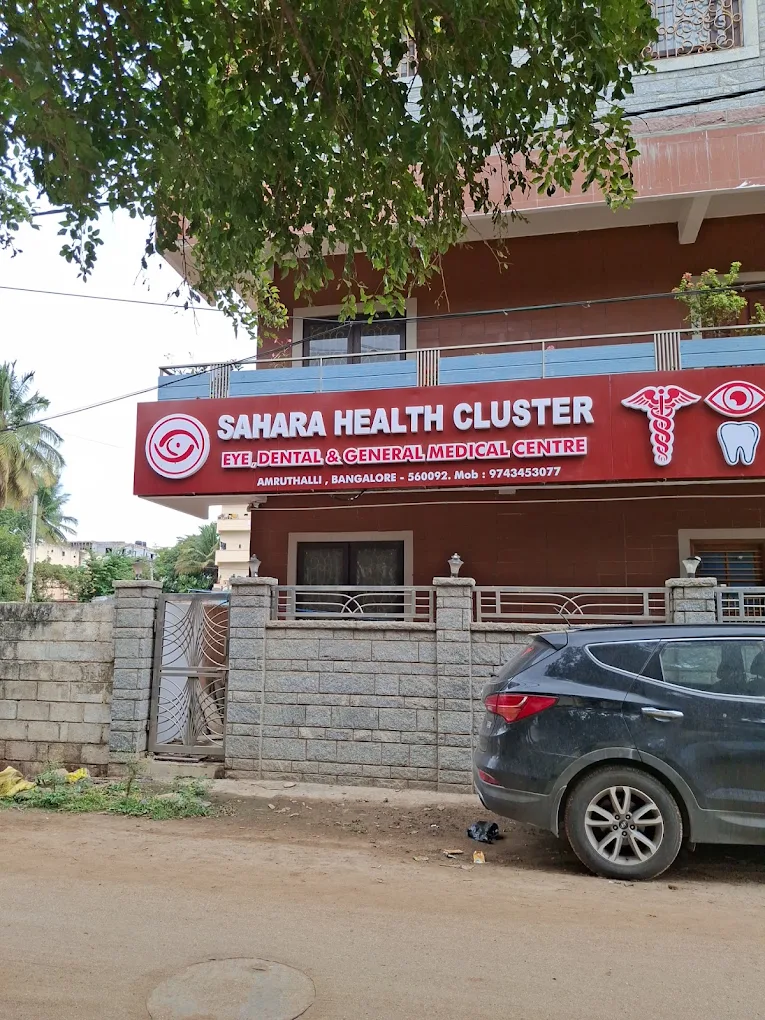 SAHARA HEALTH CLUSTER
EYE, DENTAL & GENERAL MEDICAL CENTRE
AMRUTHALLI , BANGALORE - 560092. Mob : 9743453077